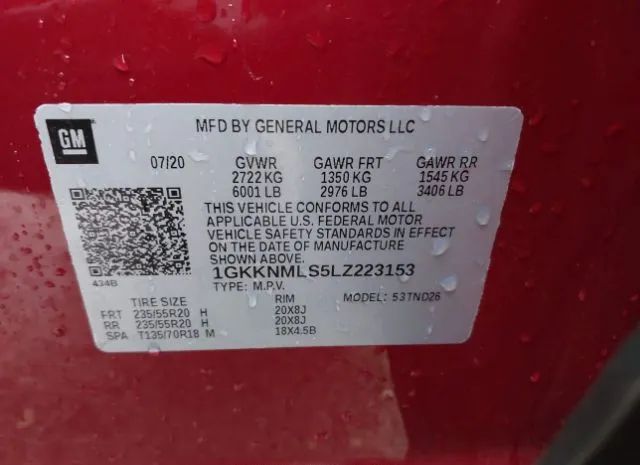 GM
MFD BY GENERAL MOTORS LLC
07/20 GVWR GAWR FRT GAWR RR
2722 KG 1350 KG 1545 KG
6001 LB 2976 LB 3406 LB
THIS VEHICLE CONFORMS TO ALL
APPLICABLE U.S. FEDERAL MOTOR
VEHICLE SAFETY STANDARDS IN EFFECT
ON THE DATE OF MANUFACTURE
SHOWN ABOVE.
1GKKNMLS5LZ223153
434B
TYPE: M.P.V. MODEL: 53TND26
TIRE SIZE RIM
FRT 235/55R20 H 20X8J
RR 235/55R20 H 20X8J
SPA T135/70R18 M 18X4.5B